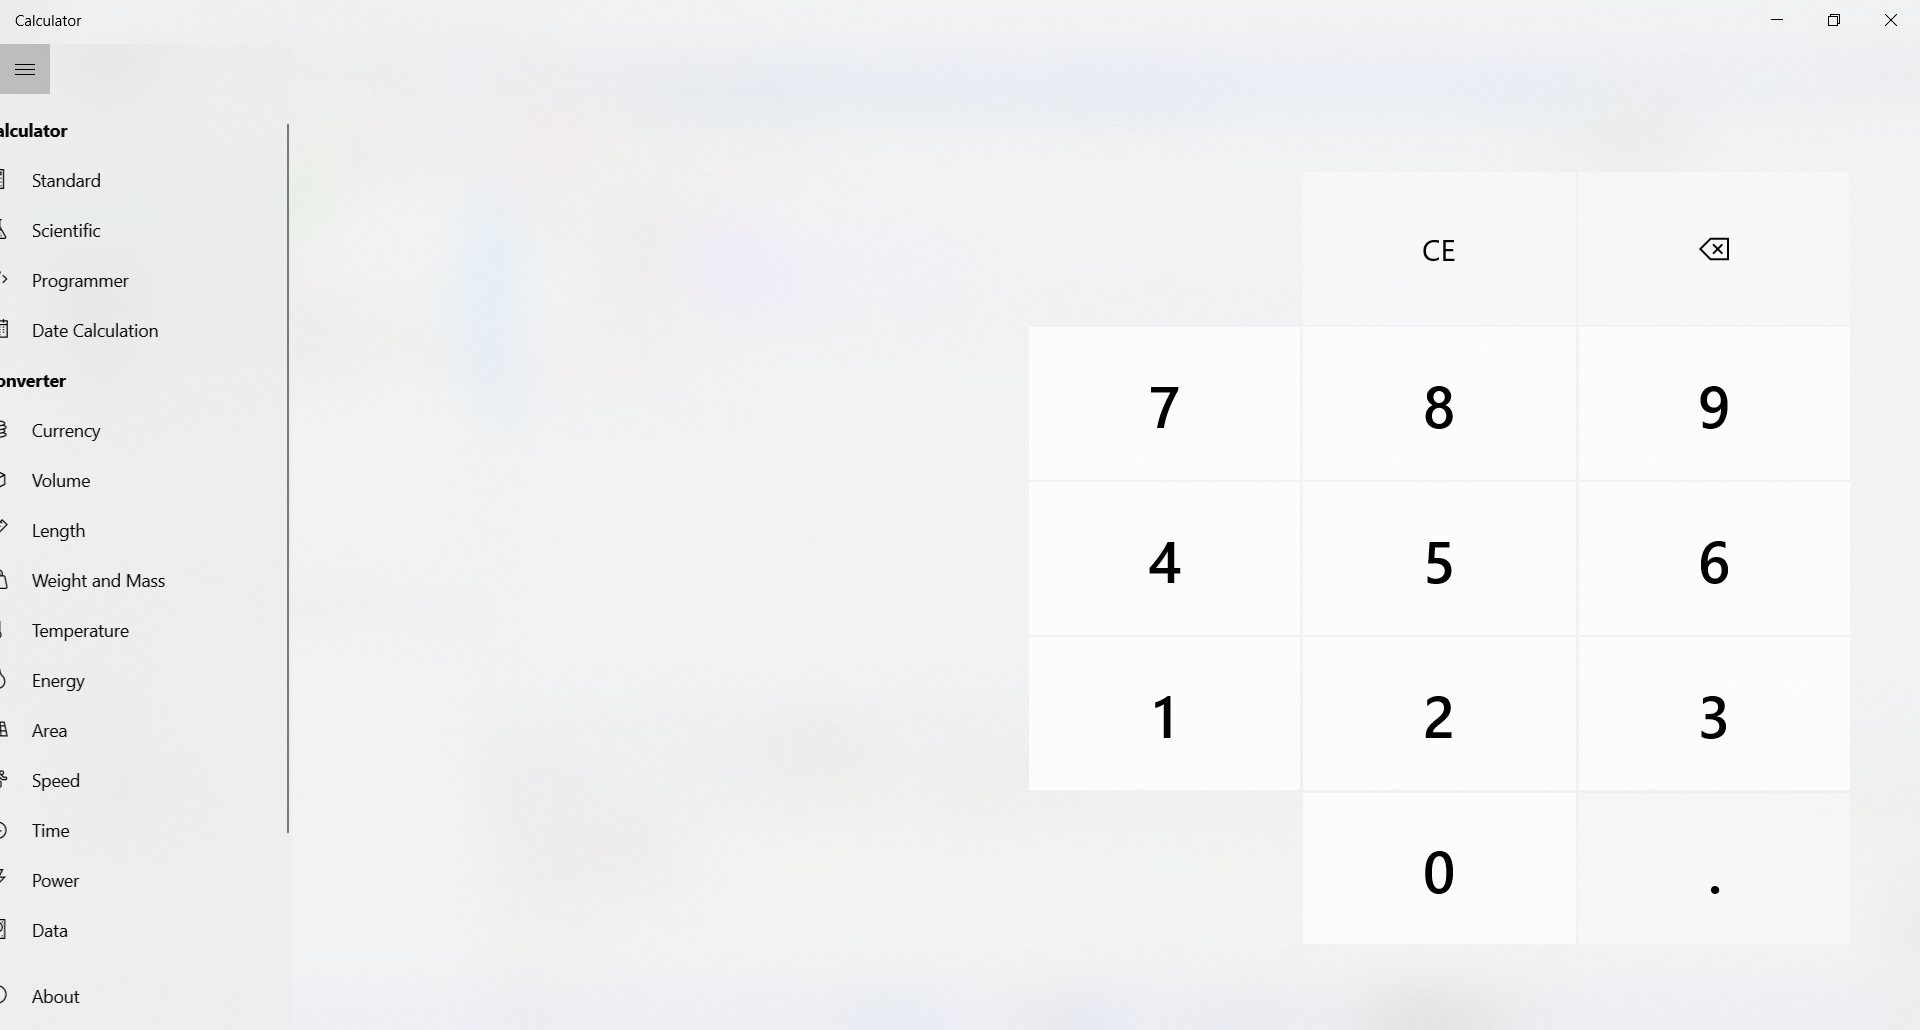 Calculator
alculator
Standard
Scientific
Programmer
Date Calculation
onverter
Currency
Volume
Length
Weight and Mass
Temperature
Energy
Area
Speed
Time
Power
Data
About
CE
7 8 9
4 5 6
1 2 3
0 .